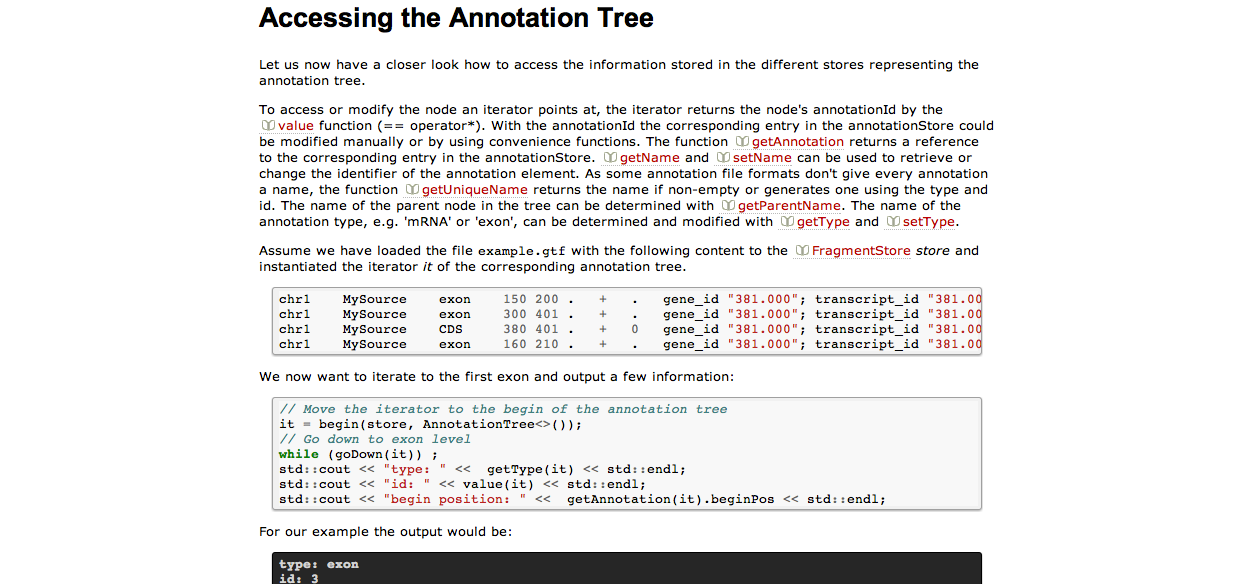 Accessing the Annotation Tree
Let us now have a closer look how to access the information stored in the different stores representing the
annotation tree.
To access or modify the node an iterator points at, the iterator returns the node's annotationId by the
value function (== operator*). With the annotationId the corresponding entry in the annotationStore could
be modified manually or by using convenience functions. The function getAnnotation returns a reference
to the corresponding entry in the annotationStore. getName and setName can be used to retrieve or
change the identifier of the annotation element. As some annotation file formats don't give every annotation
a name, the function getUniqueName returns the name if non-empty or generates one using the type and
id. The name of the parent node in the tree can be determined with getParentName. The name of the
annotation type, e.g. 'mRNA' or 'exon', can be determined and modified with getType and setType.
Assume we have loaded the file example.gtf with the following content to the FragmentStore store and
instantiated the iterator it of the corresponding annotation tree.
chr1 MySource exon 150 200 . + . gene_id "381.000"; transcript_id "381.00
chr1 MySource exon 300 401 . + . gene_id "381.000"; transcript_id "381.00
chr1 MySource CDS 380 401 . + 0 gene_id "381.000"; transcript_id "381.00
chr1 MySource exon 160 210 . + . gene_id "381.000"; transcript_id "381.00
We now want to iterate to the first exon and output a few information:
// Move the iterator to the begin of the annotation tree
it = begin(store, AnnotationTree<>());
// Go down to exon level
while (goDown(it)) ;
std::cout << "type: " << getType(it) << std::endl;
std::cout << "id: " << value(it) << std::endl;
std::cout << "begin position: " << getAnnotation(it).beginPos << std::endl;
For our example the output would be:
type: exon
id: 3